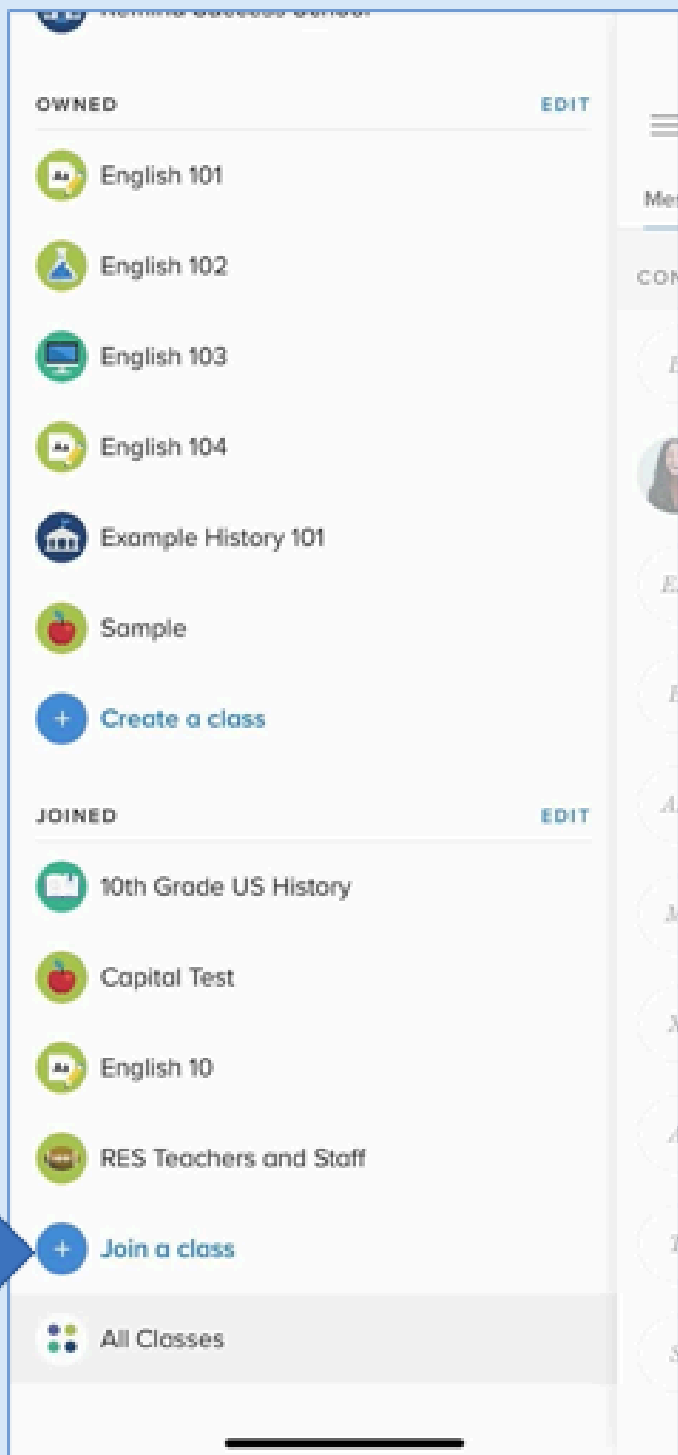 OWNED EDIT
English 101
English 102
English 103
English 104
Example History 101
Sample
Create a class
JOINED EDIT
10th Grade US History
Capital Test
English 10
RES Teachers and Staff
Join a class
All Classes